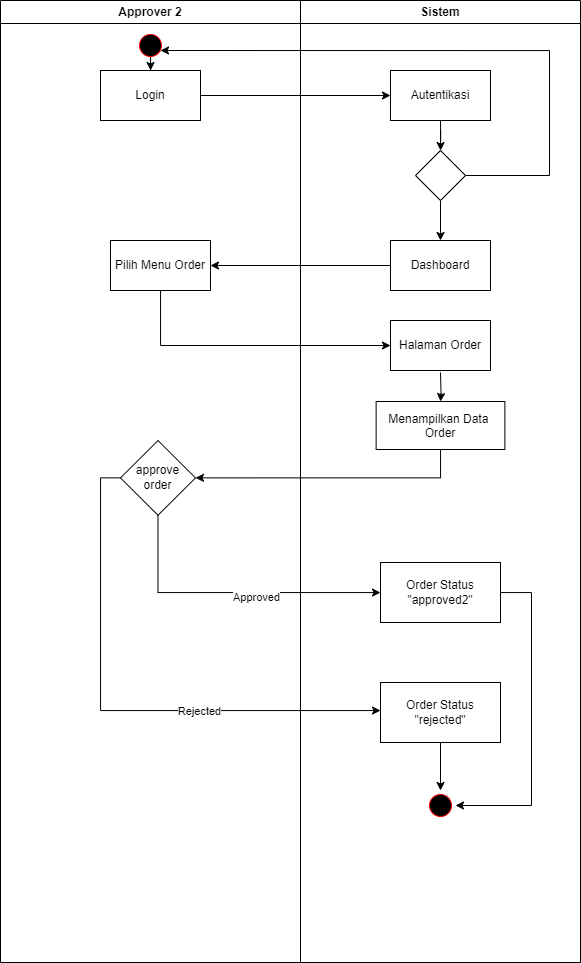 Approver 2
Sistem
Login
Autentikasi
Pilih Menu Order
Dashboard
Halaman Order
Menampilkan Data
Order
approve
order
Order Status
"approved2"
Approved
Order Status
"rejected"
Rejected